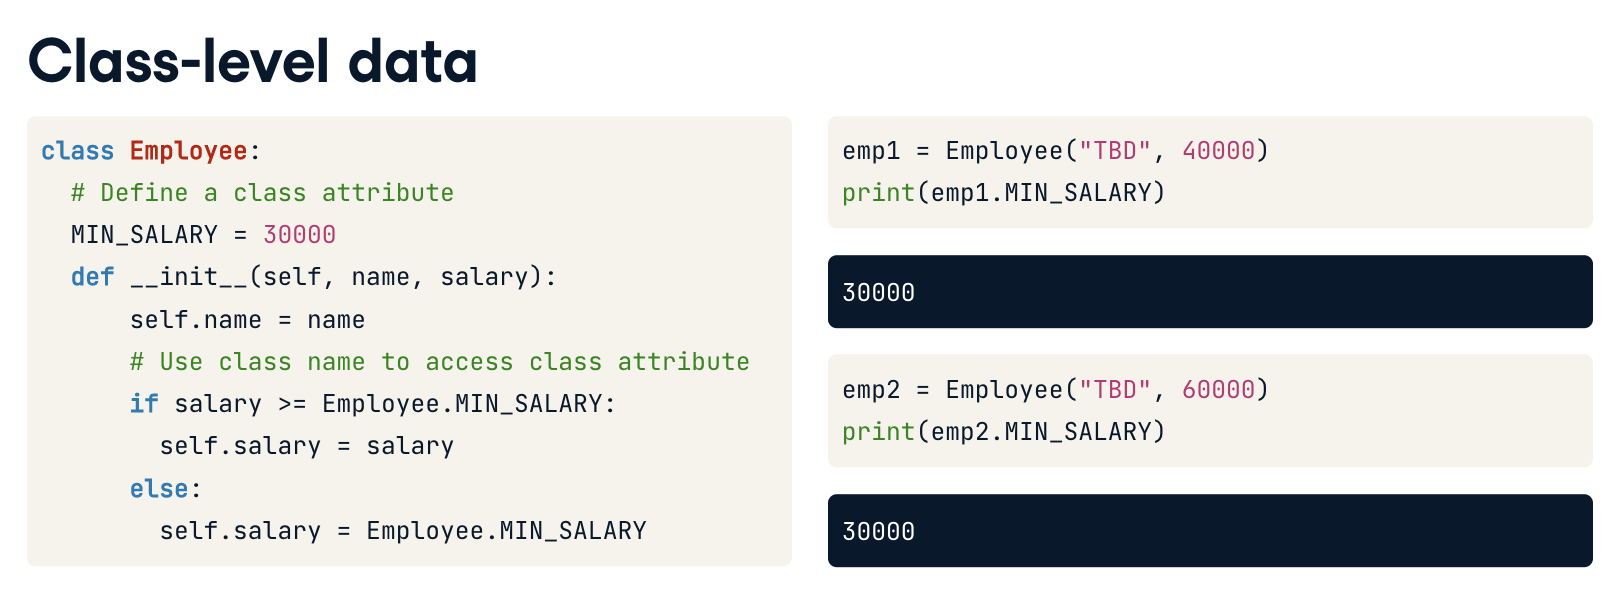 Class-level data
class Employee:
  # Define a class attribute
  MIN_SALARY = 30000
  def __init__(self, name, salary):
      self.name = name
      # Use class name to access class attribute
      if salary >= Employee.MIN_SALARY:
        self.salary = salary
      else:
        self.salary = Employee.MIN_SALARY
emp1 = Employee("TBD", 40000)
print(emp1.MIN_SALARY)
30000
emp2 = Employee("TBD", 60000)
print(emp2.MIN_SALARY)
30000